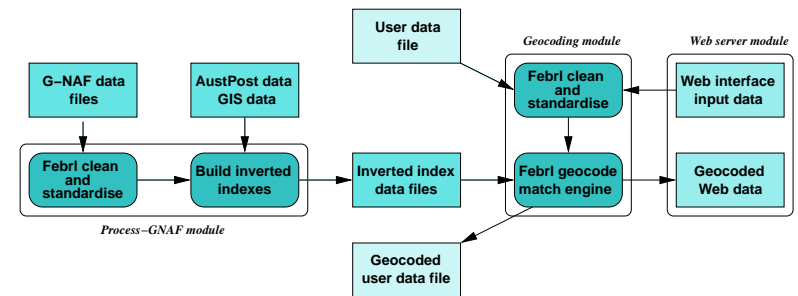 User data
file
Geocoding module
Web server module
G−NAF data
files
AustPost data
GIS data
Febrl clean
and
standardise
Web interface
input data
Febrl clean
and
standardise
Build inverted
indexes
Inverted index
data files
Febrl geocode
match engine
Geocoded
Web data
Process−GNAF module
Geocoded
user data file